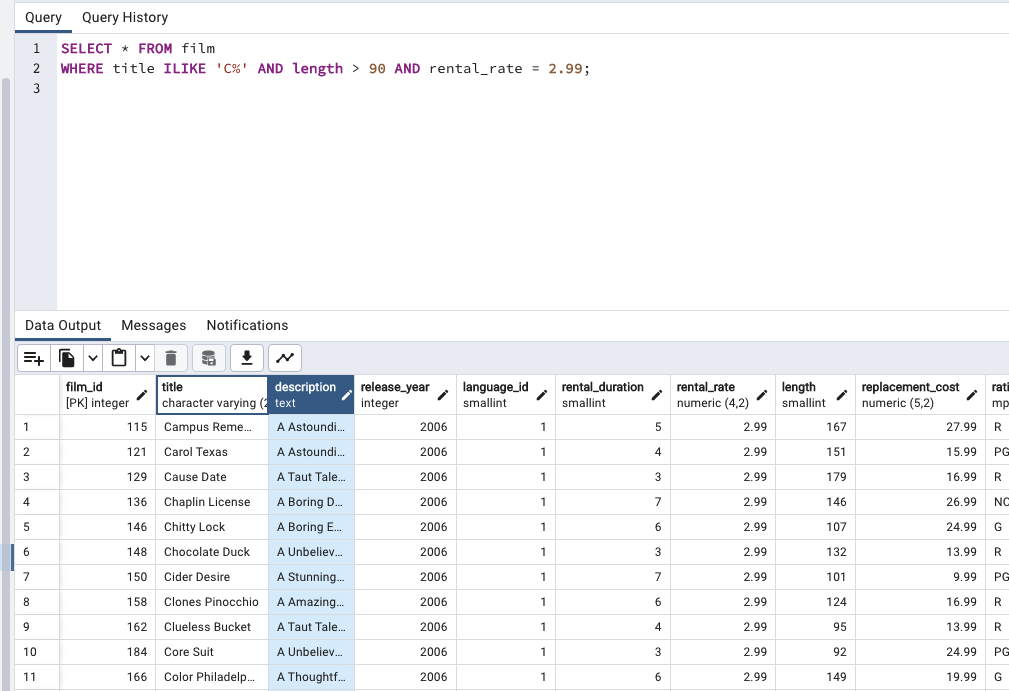 Query Query History
1 SELECT * FROM film
2 WHERE title ILIKE 'C%' AND length > 90 AND rental_rate = 2.99;
3
Data Output Messages Notifications
film_id title description release_year language_id rental_duration rental_rate length replacement_cost rati
[PK] integer character varying (2 text integer smallint smallint numeric (4,2) smallint numeric (5,2) mp
1 115 Campus Reme... A Astoundi... 2006 1 5 2.99 167 27.99 R
2 121 Carol Texas A Astoundi... 2006 1 4 2.99 151 15.99 PG
3 129 Cause Date A Taut Tale... 2006 1 3 2.99 179 16.99 R
4 136 Chaplin License A Boring D... 2006 1 7 2.99 146 26.99 NC
5 146 Chitty Lock A Boring E... 2006 1 6 2.99 107 24.99 G
6 148 Chocolate Duck A Unbeliev... 2006 1 3 2.99 132 13.99 R
7 150 Cider Desire A Stunning... 2006 1 7 2.99 101 9.99 PG
8 158 Clones Pinocchio A Amazing... 2006 1 6 2.99 124 16.99 R
9 162 Clueless Bucket A Taut Tale... 2006 1 4 2.99 95 13.99 R
10 184 Core Suit A Unbeliev... 2006 1 3 2.99 92 24.99 PG
11 166 Color Philadelp... A Thoughtf... 2006 1 6 2.99 149 19.99 G